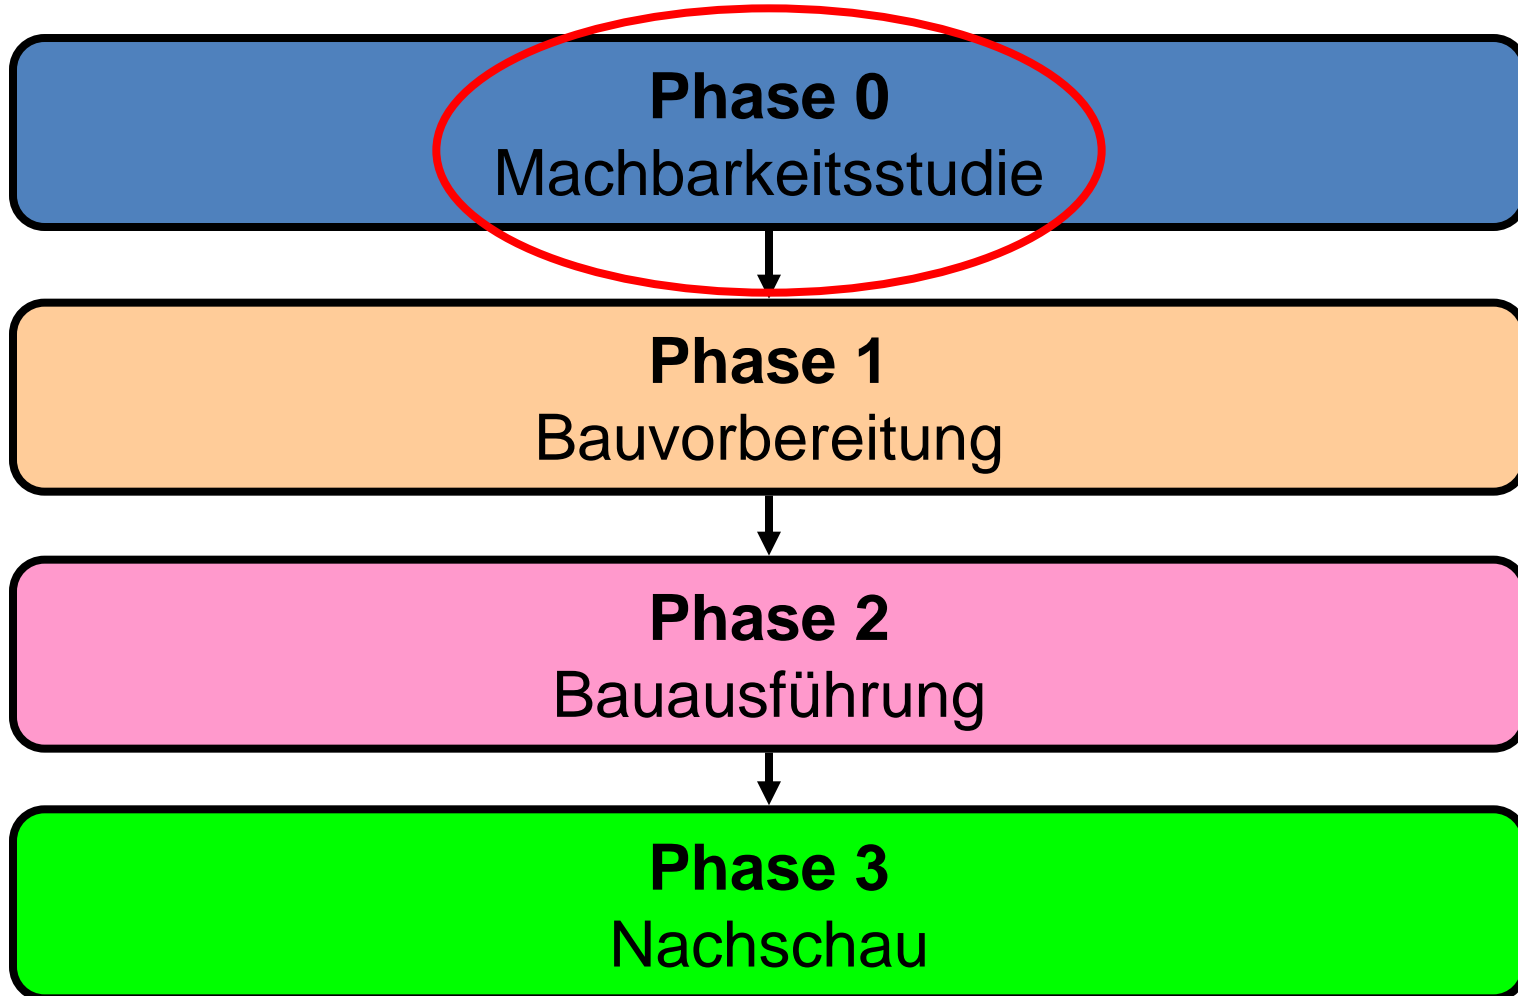 Phase 0
Machbarkeitsstudie
Phase 1
Bauvorbereitung
Phase 2
Bauausführung
Phase 3
Nachschau